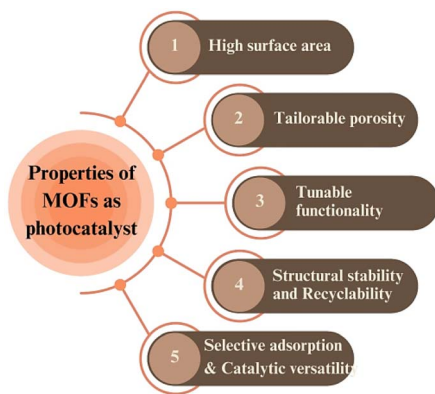 Properties of
MOFs as
photocatalyst
1
High surface area
2
Tailorable porosity
3
Tunable
functionality
4
Structural stability
and Recyclability
5
Selective adsorption
& Catalytic versatility